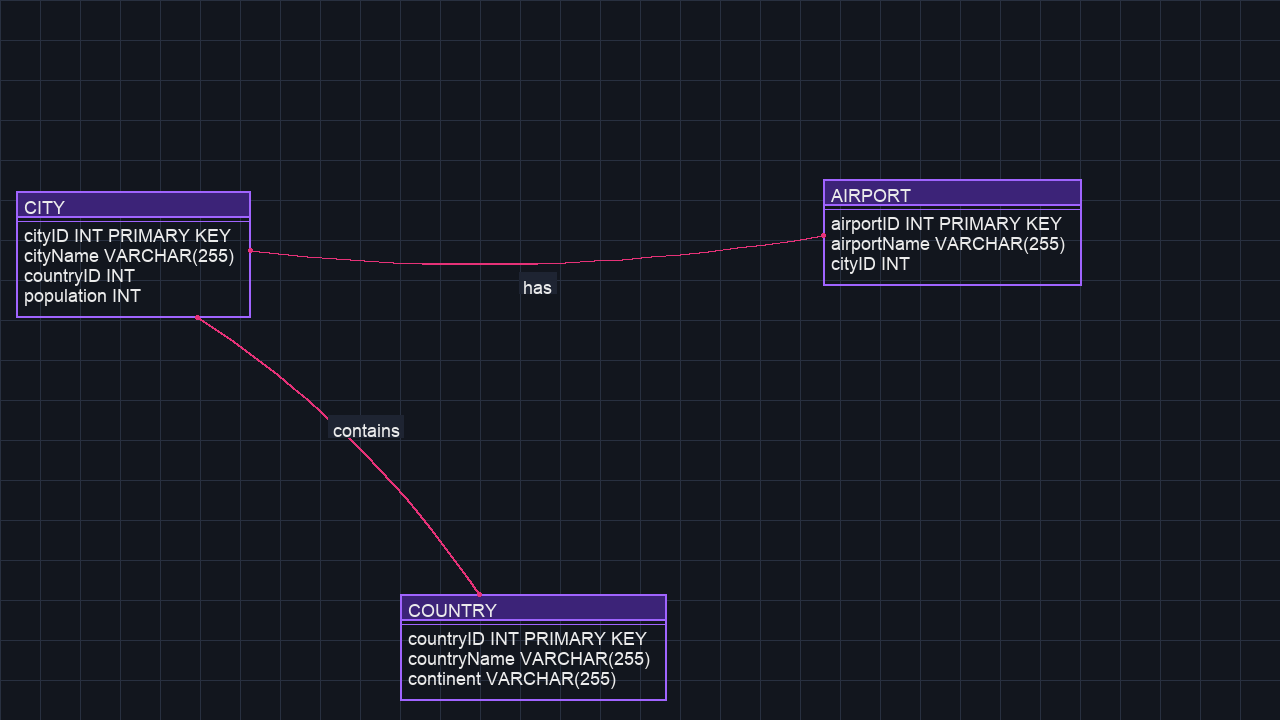 CITY
cityID INT PRIMARY KEY
cityName VARCHAR(255)
countryID INT
population INT
AIRPORT
airportID INT PRIMARY KEY
airportName VARCHAR(255)
cityID INT
has
contains
COUNTRY
countryID INT PRIMARY KEY
countryName VARCHAR(255)
continent VARCHAR(255)